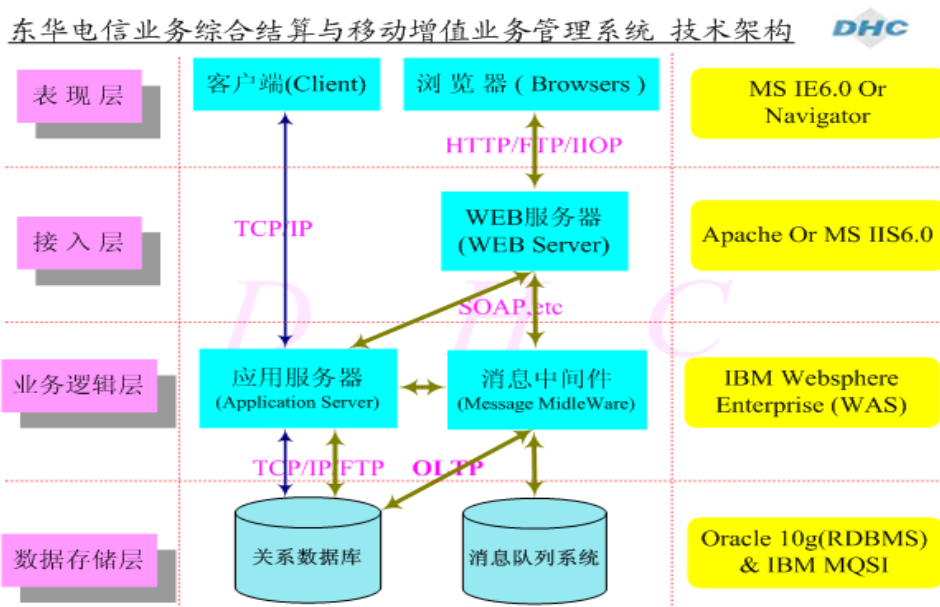 东华电信业务综合结算与移动增值业务管理系统 技术架构
DHC
表现层
客户端(Client)
浏览器 ( Browsers )
MS IE6.0 Or
Navigator
HTTP/FTP/IIOP
接入层
TCP/IP
WEB服务器
(WEB Server)
Apache Or MS IIS6.0
D H C
SOAP,etc
业务逻辑层
应用服务器
(Application Server)
消息中间件
(Message MidleWare)
IBM Websphere
Enterprise (WAS)
TCP/IP/FTP
OLTP
数据存储层
关系数据库
消息队列系统
Oracle 10g(RDBMS)
& IBM MQSI